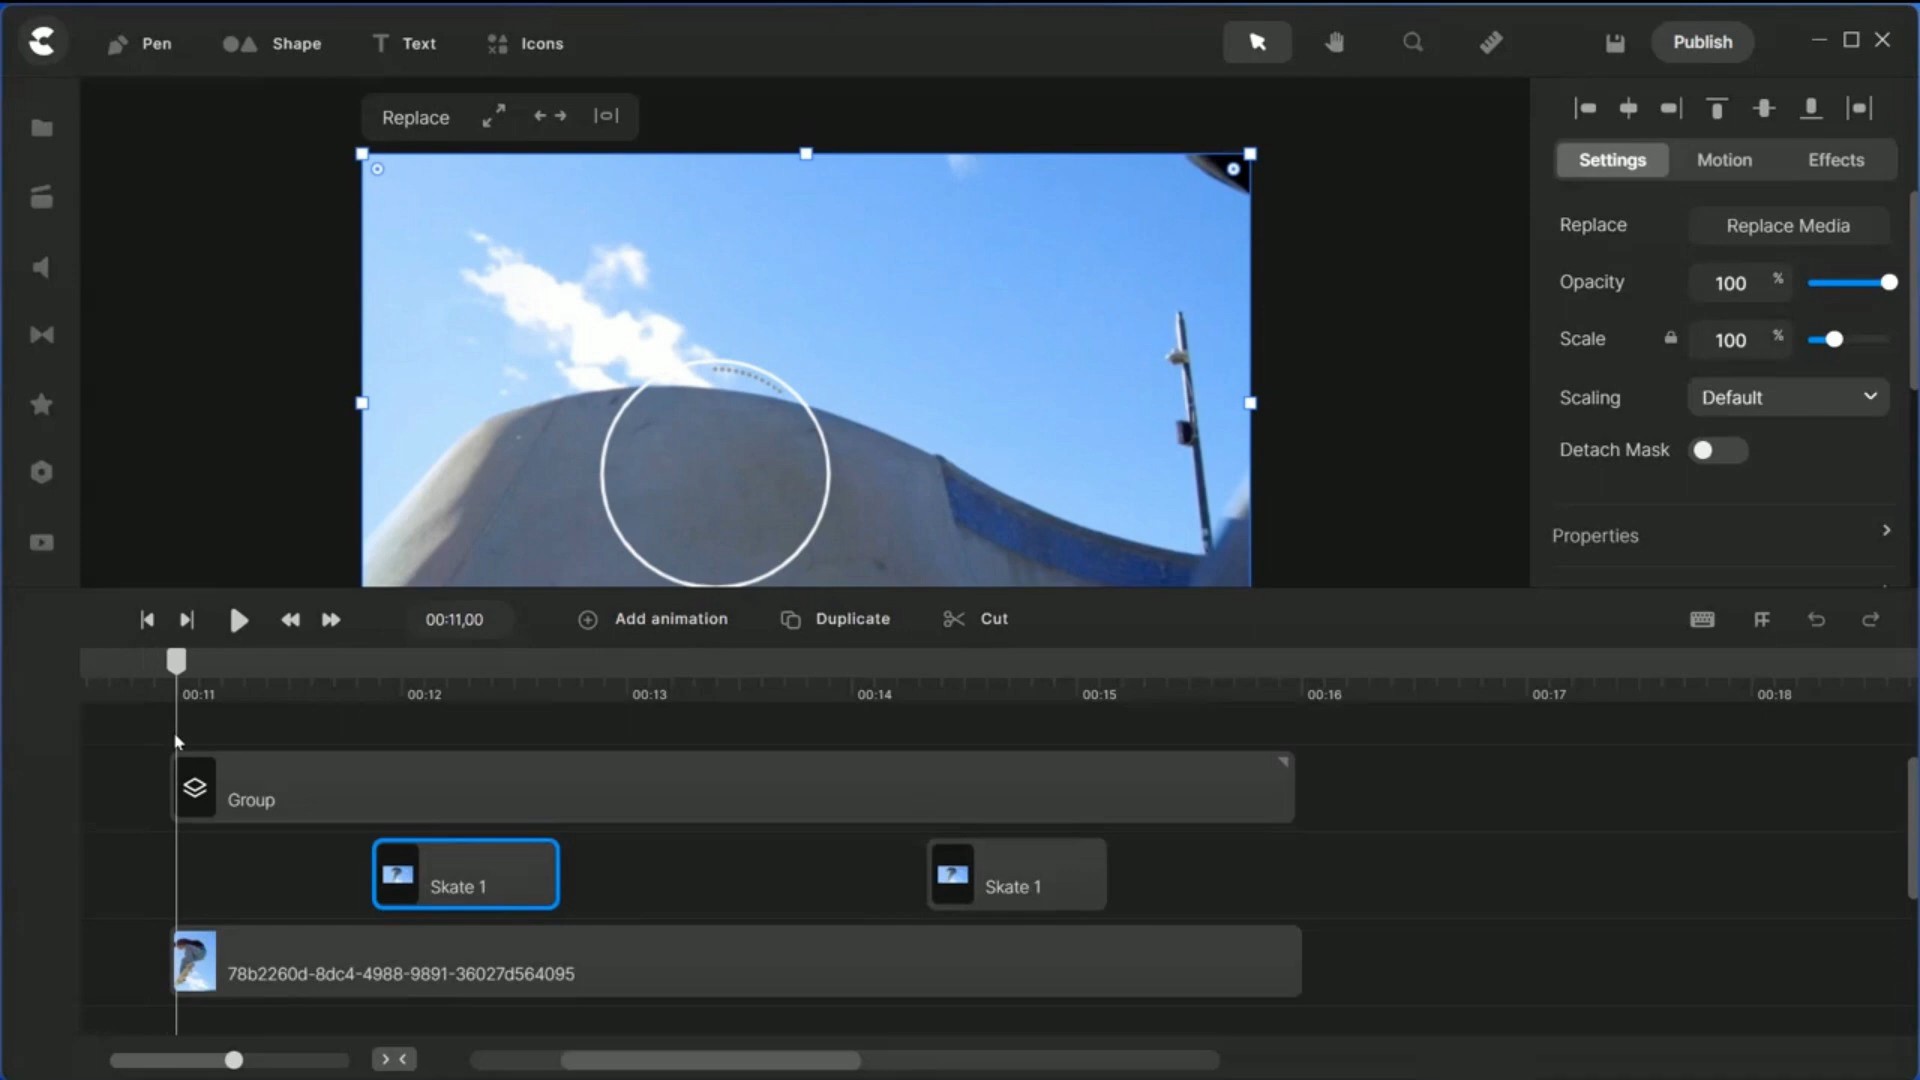 Pen Shape Text Icons Publish
Replace
Settings Motion Effects
Replace Replace Media
Opacity 100 %
Scale 100 %
Scaling Default
Detach Mask
Properties
00:11,00 Add animation Duplicate Cut
00:11 00:12 00:13 00:14 00:15 00:16 00:17 00:18
Group
Skate 1 Skate 1
78b2260d-8dc4-4988-9891-36027d564095